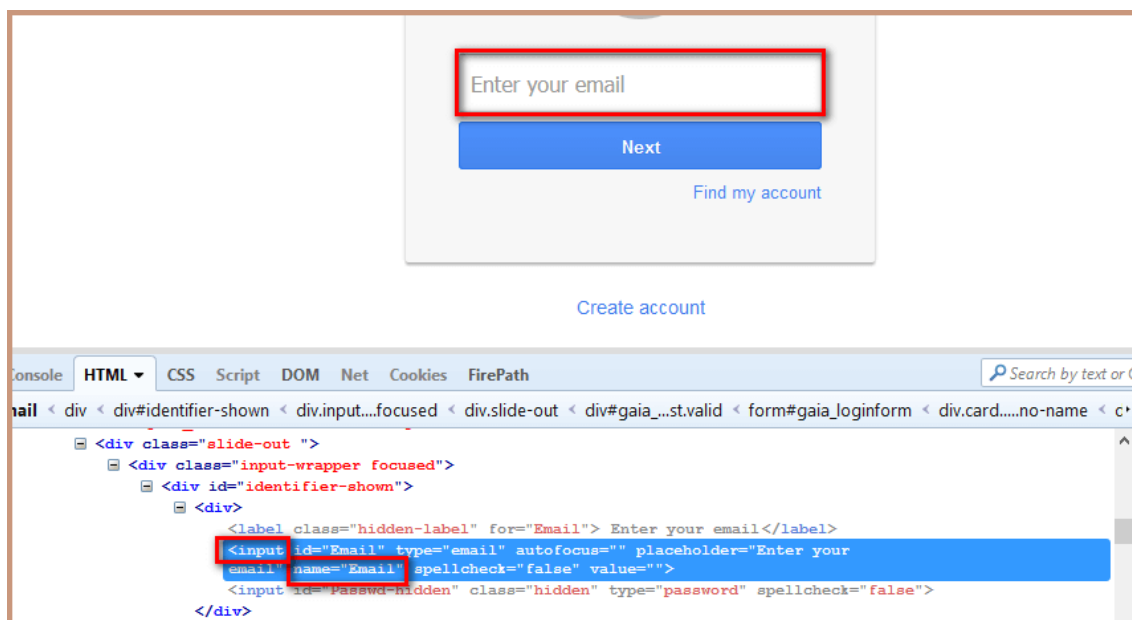 Enter your email
Next
Find my account
Create account
Console HTML CSS Script DOM Net Cookies FirePath Search by text or
nail < div < div#identifier-shown < div.input....focused < div.slide-out < div#gaia_...st.valid < form#gaia_loginform < div.card.....no-name < c
<div class="slide-out ">
<div class="input-wrapper focused">
<div id="identifier-shown">
<div>
<label class="hidden-label" for="Email"> Enter your email</label>
<input id="Email" type="email" autofocus="" placeholder="Enter your
email" name="Email" spellcheck="false" value="">
<input id="Passwd-hidden" class="hidden" type="password" spellcheck="false">
</div>